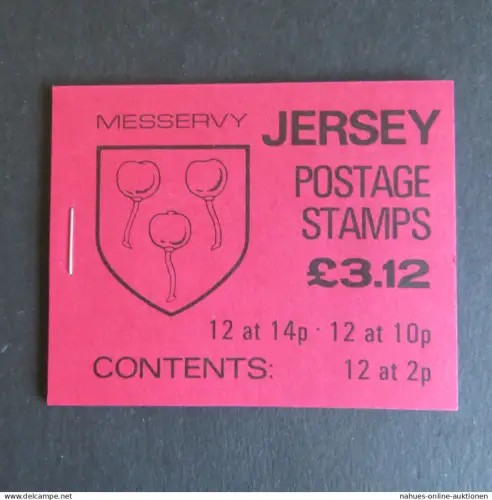 MESSERVY JERSEY
POSTAGE
STAMPS
£3.12
12 at 14p · 12 at 10p
CONTENTS: 12 at 2p
www.delcampe.net
nahues-online-auktionen